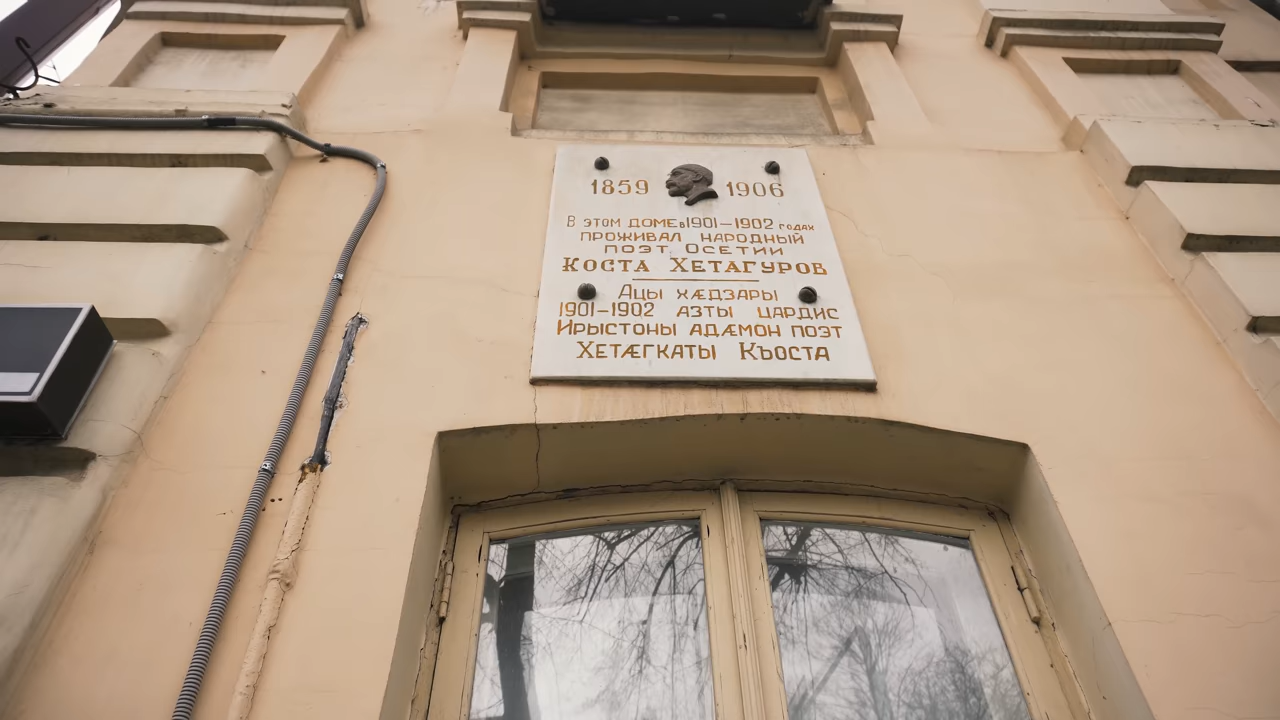 1859 1906
В этом доме в 1901–1902 годах
проживал народный
поэт Осетии
Коста Хетагуров
Ацы хæдзары
1901–1902 азты цардис
Ирыстоны адæмон поэт
Хетæгкаты Къоста